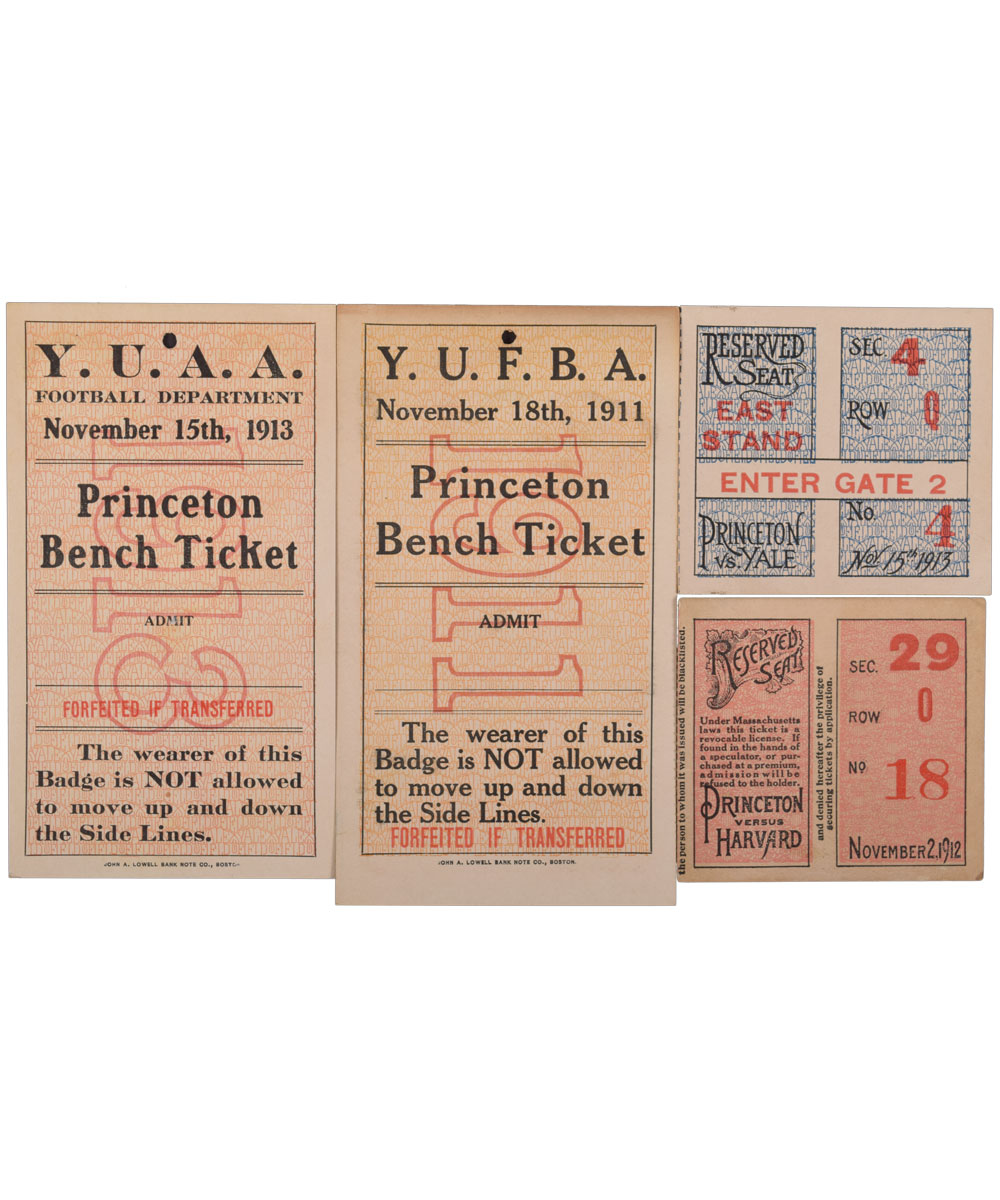 Y. U. A. A.
FOOTBALL DEPARTMENT
November 15th, 1913
Princeton
Bench Ticket
ADMIT
1913
FORFEITED IF TRANSFERRED
The wearer of this
Badge is NOT allowed
to move up and down
the Side Lines.
JOHN A. LOWELL BANK NOTE CO., BOSTON
Y. U. F. B. A.
November 18th, 1911
Princeton
Bench Ticket
ADMIT
1911
The wearer of this
Badge is NOT allowed
to move up and down
the Side Lines.
FORFEITED IF TRANSFERRED
JOHN A. LOWELL BANK NOTE CO., BOSTON.
RESERVED
SEAT
EAST
STAND
SEC. 4
ROW 0
ENTER GATE 2
PRINCETON
VS. YALE
No. 4
Nov. 15th 1913
the person to whom it was issued will be blacklisted.
RESERVED
SEAT
Under Massachusetts
laws this ticket is a
revocable license. If
found in the hands of
a speculator, or pur-
chased at a premium,
admission will be
refused to the holder.
PRINCETON
VERSUS
HARVARD
and denied hereafter the privilege of
securing tickets by application.
SEC. 29
ROW 0
No 18
NOVEMBER 2, 1912